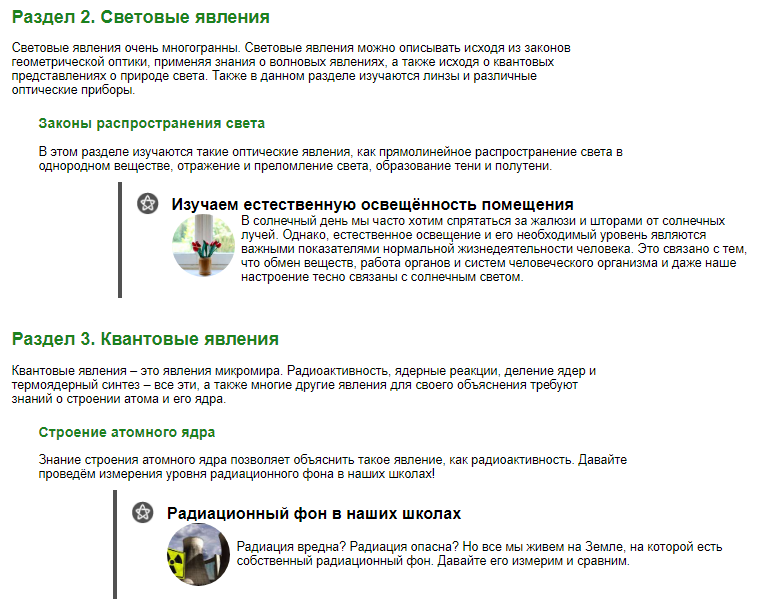 Раздел 2. Световые явления
Световые явления очень многогранны. Световые явления можно описывать исходя из законов
геометрической оптики, применяя знания о волновых явлениях, а также исходя о квантовых
представлениях о природе света. Также в данном разделе изучаются линзы и различные
оптические приборы.
Законы распространения света
В этом разделе изучаются такие оптические явления, как прямолинейное распространение света в
однородном веществе, отражение и преломление света, образование тени и полутени.
Изучаем естественную освещённость помещения
В солнечный день мы часто хотим спрятаться за жалюзи и шторами от солнечных
лучей. Однако, естественное освещение и его необходимый уровень являются
важными показателями нормальной жизнедеятельности человека. Это связано с тем,
что обмен веществ, работа органов и систем человеческого организма и даже наше
настроение тесно связаны с солнечным светом.
Раздел 3. Квантовые явления
Квантовые явления – это явления микромира. Радиоактивность, ядерные реакции, деление ядер и
термоядерный синтез – все эти, а также многие другие явления для своего объяснения требуют
знаний о строении атома и его ядра.
Строение атомного ядра
Знание строения атомного ядра позволяет объяснить такое явление, как радиоактивность. Давайте
проведём измерения уровня радиационного фона в наших школах!
Радиационный фон в наших школах
Радиация вредна? Радиация опасна? Но все мы живем на Земле, на которой есть
собственный радиационный фон. Давайте его измерим и сравним.